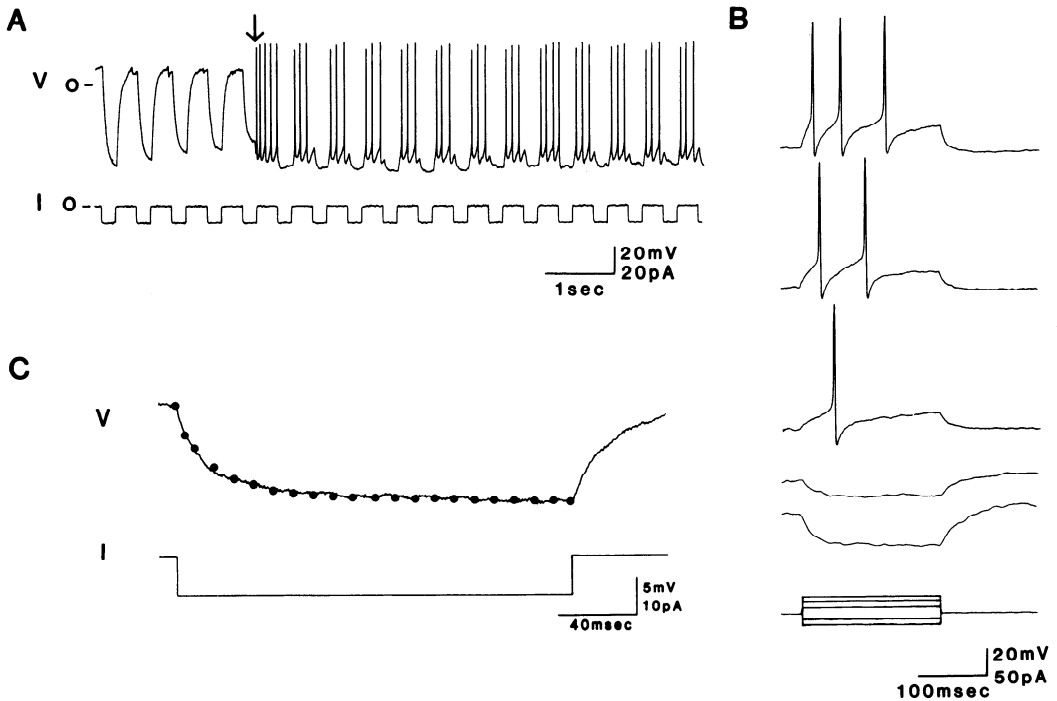 A
V o-
I o-
20mV
20pA
1sec
B
20mV
50pA
100msec
C
V
I
5mV
10pA
40msec